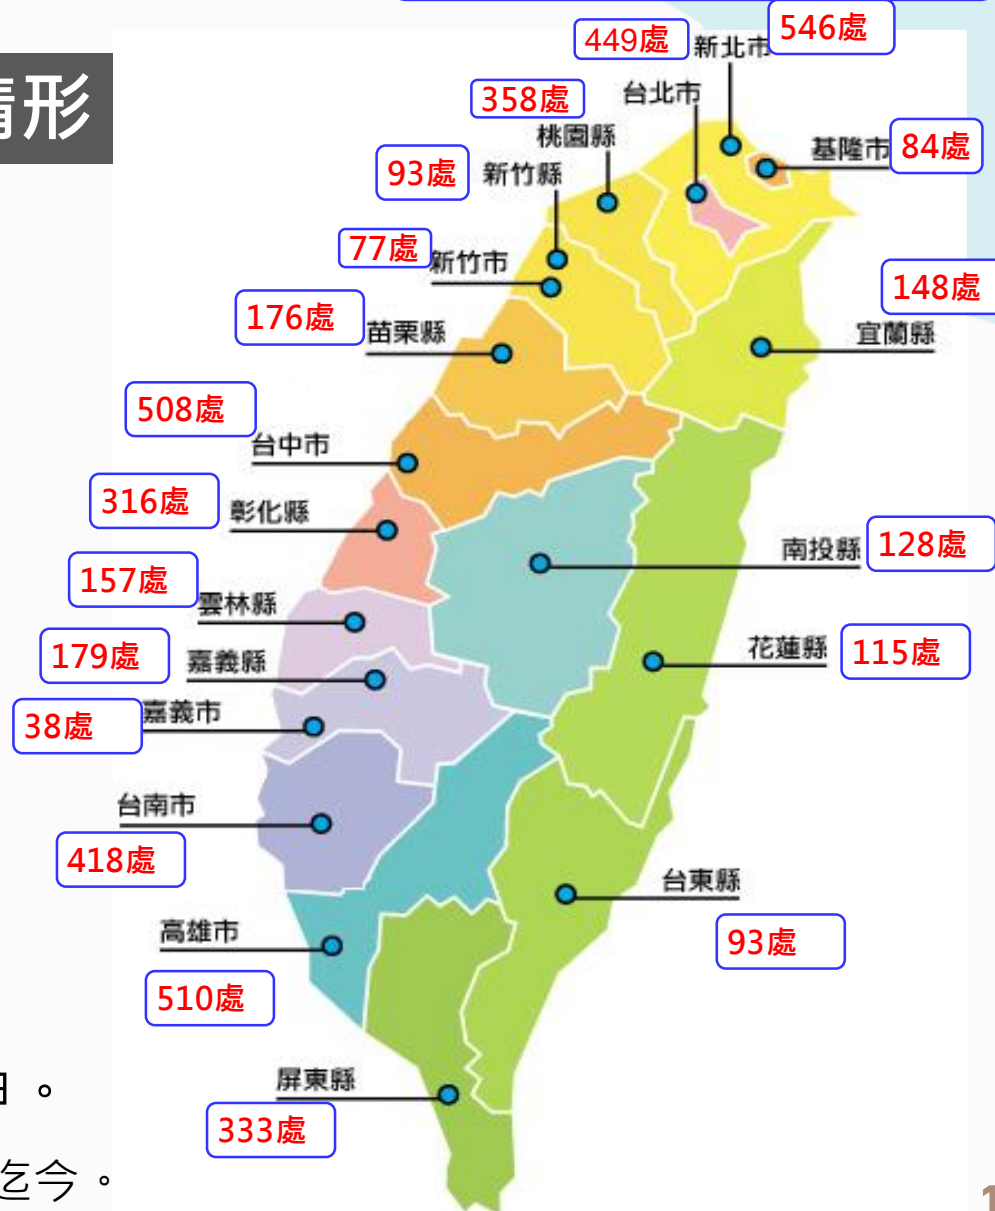 情形
546處
449處
新北市
358處
台北市
桃園縣
基隆市
84處
93處
新竹縣
77處
新竹市
148處
宜蘭縣
176處
苗栗縣
508處
台中市
316處
彰化縣
南投縣
128處
157處
雲林縣
179處
嘉義縣
花蓮縣
115處
38處
嘉義市
台南市
418處
台東縣
93處
高雄市
510處
屏東縣
333處
。
迄今。
1